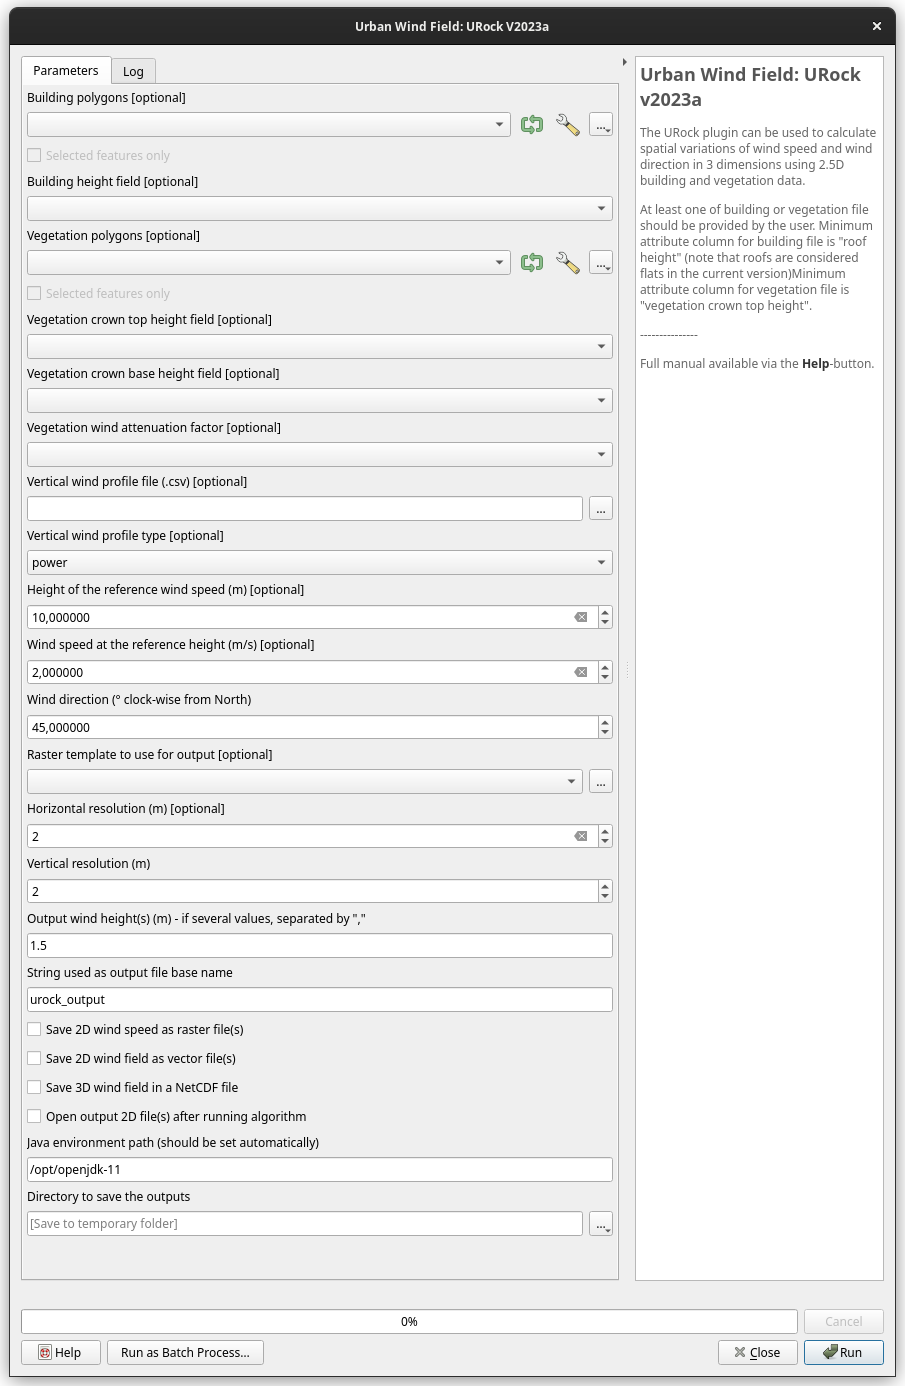 Urban Wind Field: URock V2023a
Parameters
Log
Building polygons [optional]
...
Selected features only
Building height field [optional]
Vegetation polygons [optional]
...
Selected features only
Vegetation crown top height field [optional]
Vegetation crown base height field [optional]
Vegetation wind attenuation factor [optional]
Vertical wind profile file (.csv) [optional]
...
Vertical wind profile type [optional]
power
Height of the reference wind speed (m) [optional]
10,000000
Wind speed at the reference height (m/s) [optional]
2,000000
Wind direction (° clock-wise from North)
45,000000
Raster template to use for output [optional]
...
Horizontal resolution (m) [optional]
2
Vertical resolution (m)
2
Output wind height(s) (m) - if several values, separated by ","
1.5
String used as output file base name
urock_output
Save 2D wind speed as raster file(s)
Save 2D wind field as vector file(s)
Save 3D wind field in a NetCDF file
Open output 2D file(s) after running algorithm
Java environment path (should be set automatically)
/opt/openjdk-11
Directory to save the outputs
[Save to temporary folder]
...
Urban Wind Field: URock
v2023a
The URock plugin can be used to calculate
spatial variations of wind speed and wind
direction in 3 dimensions using 2.5D
building and vegetation data.
At least one of building or vegetation file
should be provided by the user. Minimum
attribute column for building file is "roof
height" (note that roofs are considered
flats in the current version)Minimum
attribute column for vegetation file is
"vegetation crown top height".
---------------
Full manual available via the Help-button.
0%
Cancel
Help
Run as Batch Process...
Close
Run